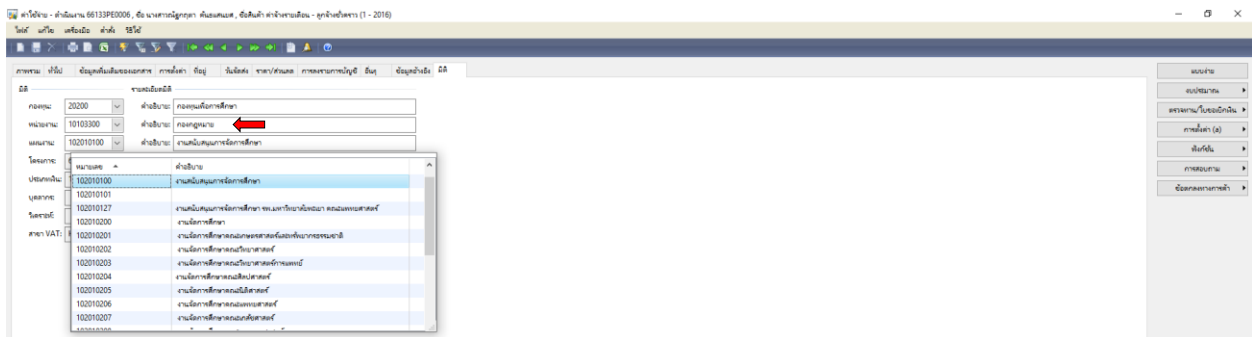 ค่าใช้จ่าย - ดำเนินงาน 66133PE0006 , ชื่อ นางสาวณัฐกฤตา , ชื่อสินค้า ค่าจ้างรายเดือน - ลูกจ้างชั่วคราว (1 - 2016)
ไฟล์ แก้ไข เครื่องมือ คำสั่ง วิธีใช้
ภาพรวม ทั่วไป ข้อมูลเพิ่มเติมของเอกสาร การตั้งค่า ที่อยู่ วันจัดส่ง ราคา/ส่วนลด การลงรายการบัญชี อื่นๆ ข้อมูลอ้างอิง มิติ
แบบง่าย
มิติ รายละเอียดมิติ
งบประมาณ
กองทุน: 20200 คำอธิบาย: กองทุนเพื่อการศึกษา
ตรวจทาน/ใบขอเบิกเงิน
หน่วยงาน: 10103300 คำอธิบาย: กองกฎหมาย
การตั้งค่า (ส)
แผนงาน: 102010100 คำอธิบาย: งานสนับสนุนการจัดการศึกษา
ฟังก์ชัน
โครงการ:
หมายเลข คำอธิบาย
การสอบถาม
ประเภทเงิน:
102010100 งานสนับสนุนการจัดการศึกษา
ข้อตกลงทางการค้า
บุคลากร:
102010101
วิเคราะห์:
102010127 งานสนับสนุนการจัดการศึกษา รพ.มหาวิทยาลัยพะเยา คณะแพทยศาสตร์
102010200 งานจัดการศึกษา
สาขา VAT:
102010201 งานจัดการศึกษาคณะเกษตรศาสตร์และทรัพยากรธรรมชาติ
102010202 งานจัดการศึกษาคณะวิทยาศาสตร์
102010203 งานจัดการศึกษาคณะวิทยาศาสตร์การแพทย์
102010204 งานจัดการศึกษาคณะศิลปศาสตร์
102010205 งานจัดการศึกษาคณะนิติศาสตร์
102010206 งานจัดการศึกษาคณะแพทยศาสตร์
102010207 งานจัดการศึกษาคณะเภสัชศาสตร์